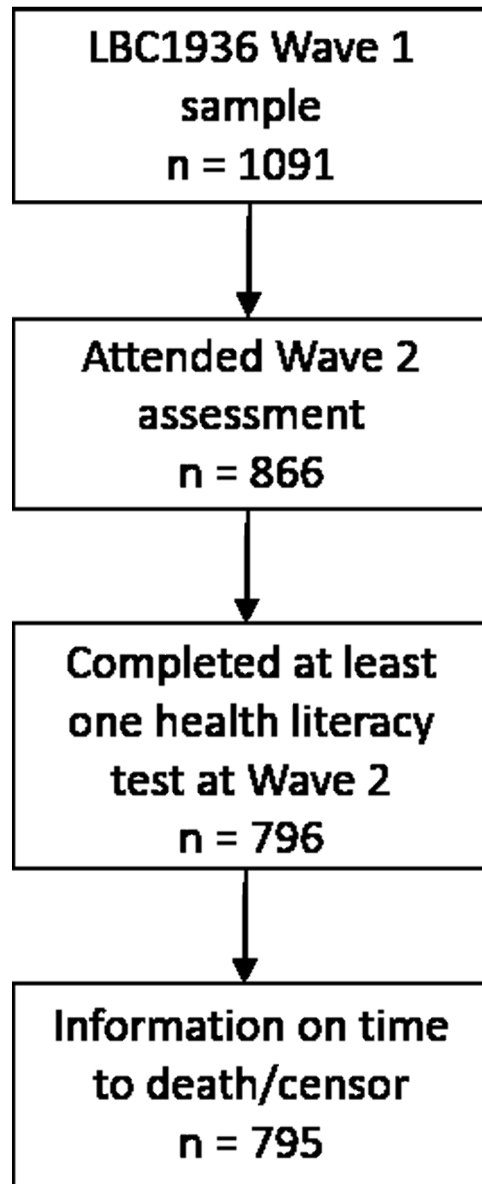 LBC1936 Wave 1
sample
n = 1091
Attended Wave 2
assessment
n = 866
Completed at least
one health literacy
test at Wave 2
n = 796
Information on time
to death/censor
n = 795